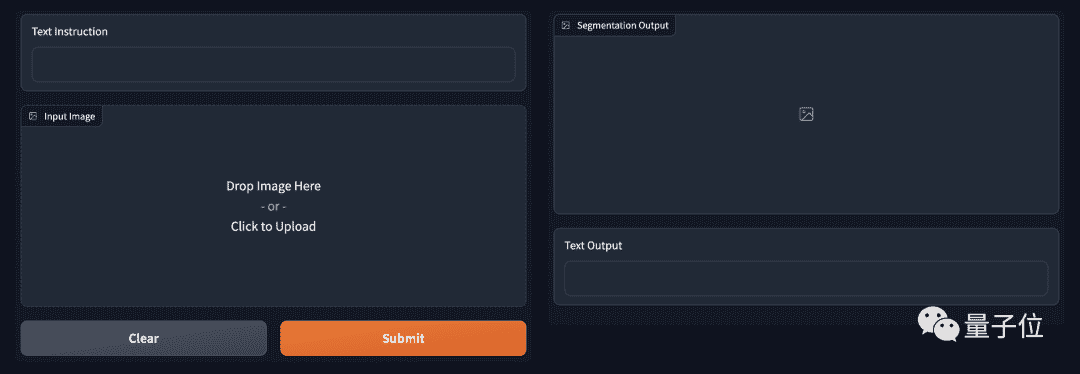 Text Instruction
Input Image
Drop Image Here
- or -
Click to Upload
Clear
Submit
Segmentation Output
Text Output
量子位